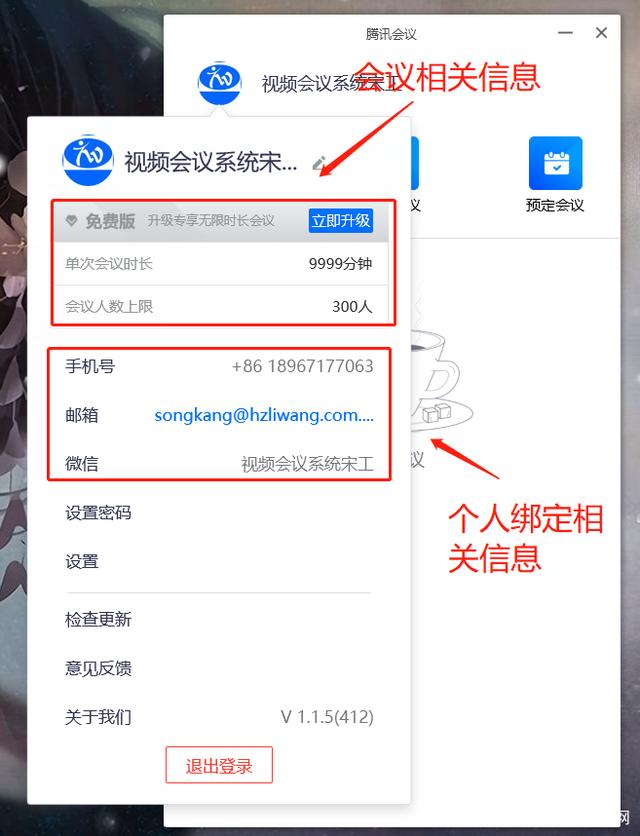 腾讯会议
视频会议系统宋工
会议相关信息
视频会议系统宋...
议
预定会议
免费版 升级专享无限时长会议 立即升级
单次会议时长 9999分钟
会议人数上限 300人
手机号 +86 18967177063
邮箱 songkang@hzliwang.com....
微信 视频会议系统宋工
议
个人绑定相
关信息
设置密码
设置
检查更新
意见反馈
关于我们 V 1.1.5(412)
退出登录
网